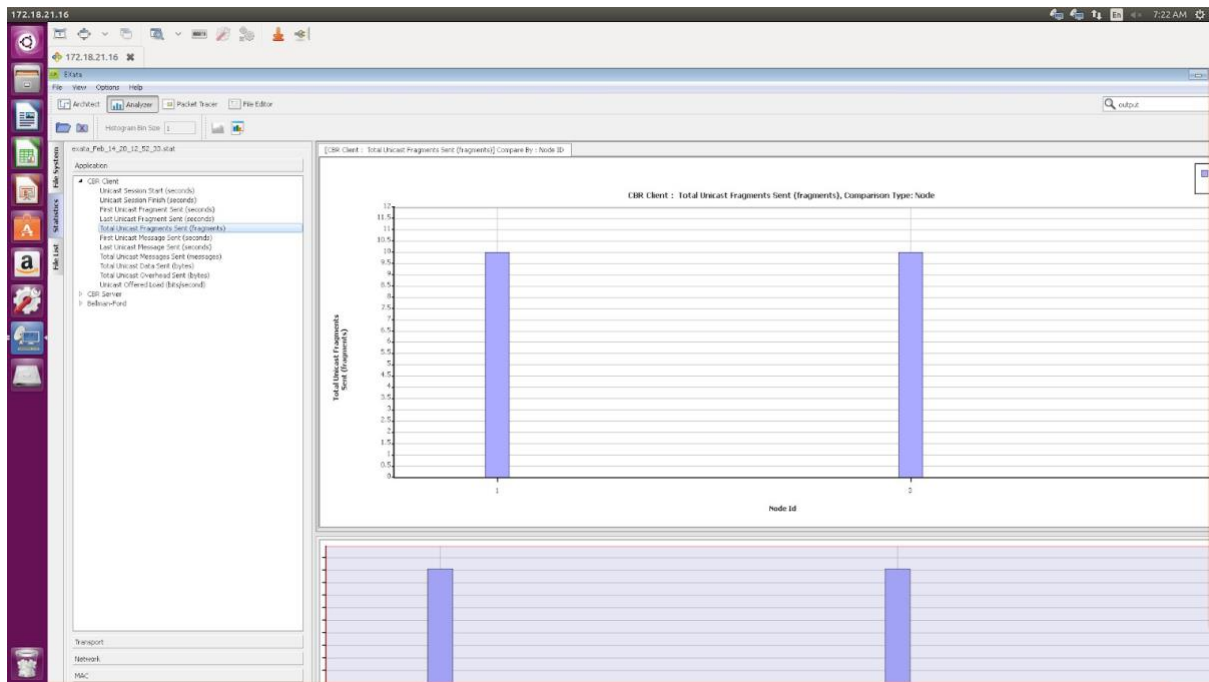 172.18.21.16
En 7:22 AM
172.18.21.16
EXata
File View Options Help
Architect Analyzer Packet Tracer File Editor
output
Histogram Bin Size 1
File System
Statistics
File List
exata_Feb_14_20_12_52_33.stat
Application
CBR Client
Unicast Session Start (seconds)
Unicast Session Finish (seconds)
First Unicast Fragment Sent (seconds)
Last Unicast Fragment Sent (seconds)
Total Unicast Fragments Sent (fragments)
First Unicast Message Sent (seconds)
Last Unicast Message Sent (seconds)
Total Unicast Messages Sent (messages)
Total Unicast Data Sent (bytes)
Total Unicast Overhead Sent (bytes)
Unicast Offered Load (bits/second)
CBR Server
Bellman-Ford
Transport
Network
MAC
[CBR Client : Total Unicast Fragments Sent (fragments)] Compare By : Node ID
CBR Client : Total Unicast Fragments Sent (fragments), Comparison Type: Node
Total Unicast Fragments
Sent (fragments)
12
11.5
11
10.5
10
9.5
9
8.5
8
7.5
7
6.5
6
5.5
5
4.5
4
3.5
3
2.5
2
1.5
1
0.5
0
1
2
Node Id
a